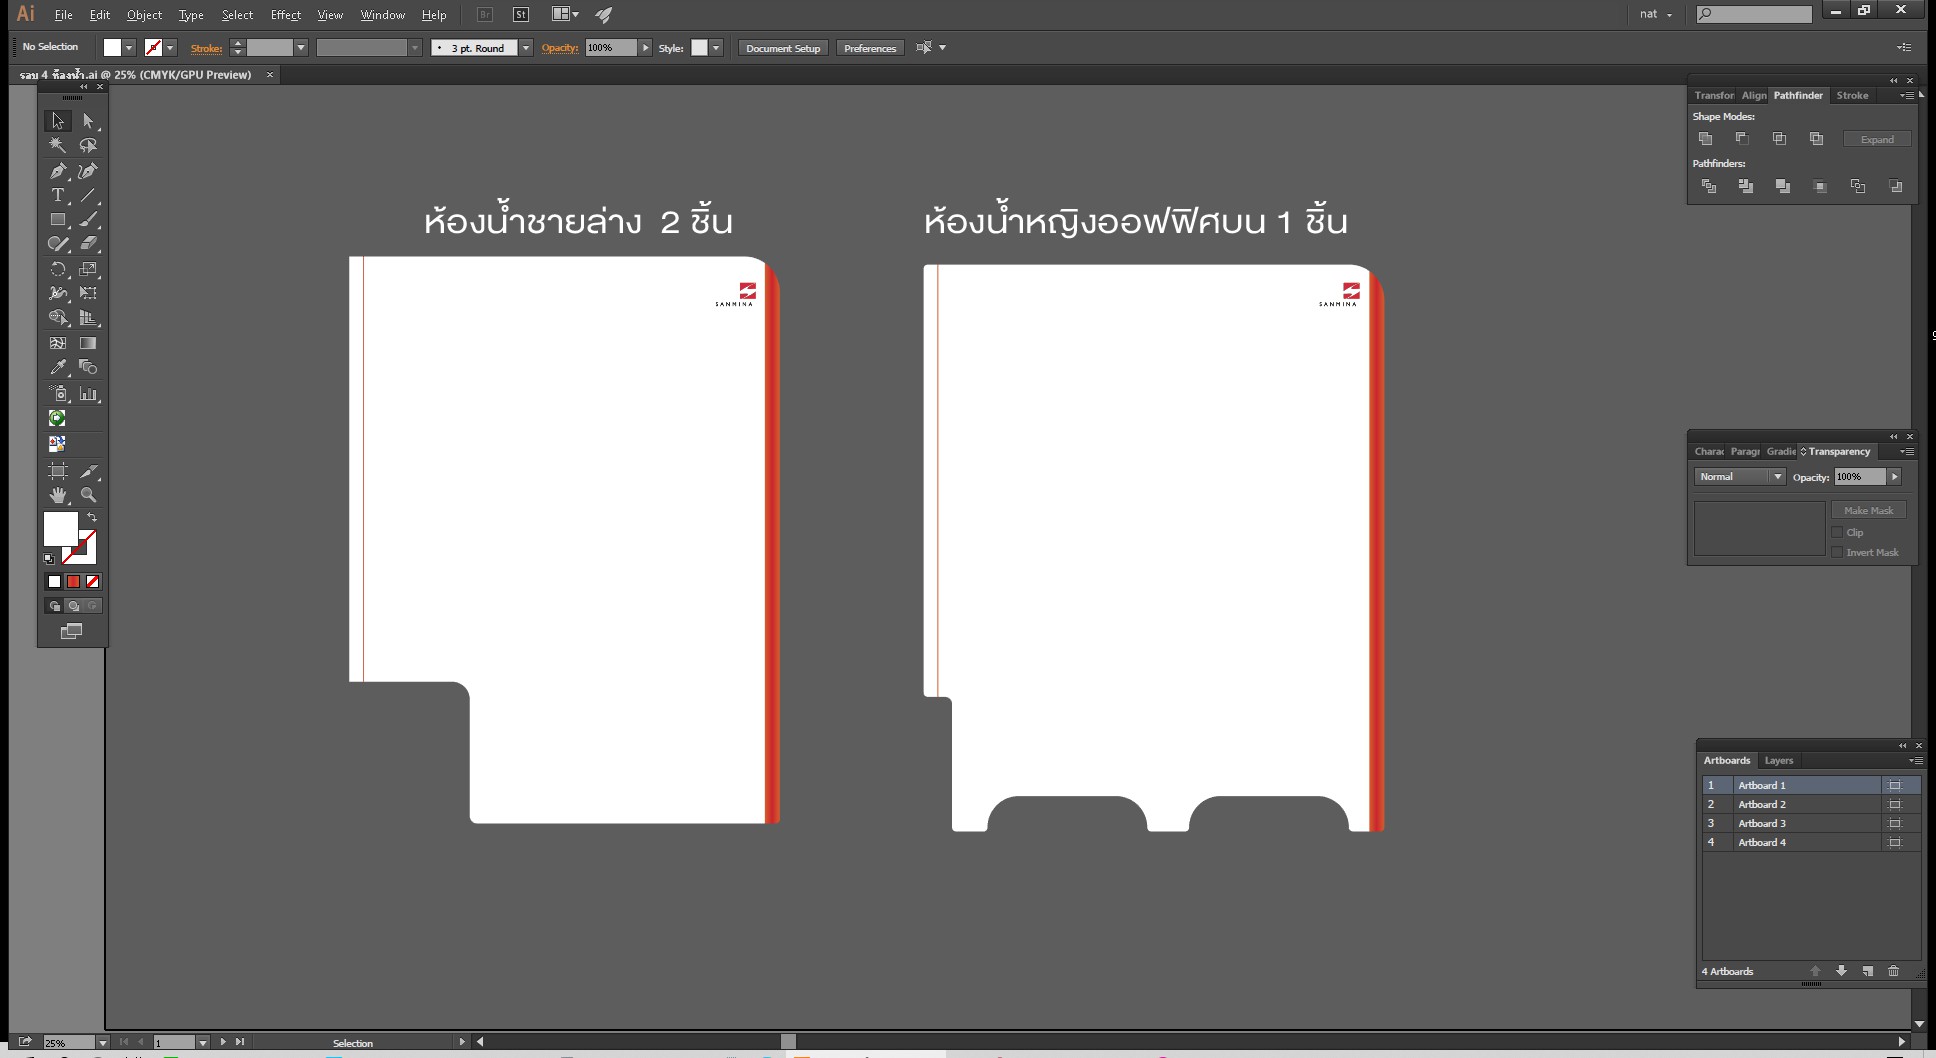 Ai File Edit Object Type Select Effect View Window Help Br St nat
No Selection Stroke: 3 pt. Round Opacity: 100% Style: Document Setup Preferences
รอบ 4 ห้องน้ำ.ai @ 25% (CMYK/GPU Preview)
Transfor Align Pathfinder Stroke
Shape Modes:
Expand
Pathfinders:
ห้องน้ำชายล่าง 2 ชิ้น
ห้องน้ำหญิงออฟฟิศบน 1 ชิ้น
SANMINA
SANMINA
Charac Paragr Gradie Transparency
Normal Opacity: 100%
Make Mask
Clip
Invert Mask
Artboards Layers
1 Artboard 1
2 Artboard 2
3 Artboard 3
4 Artboard 4
4 Artboards
25% 1 Selection